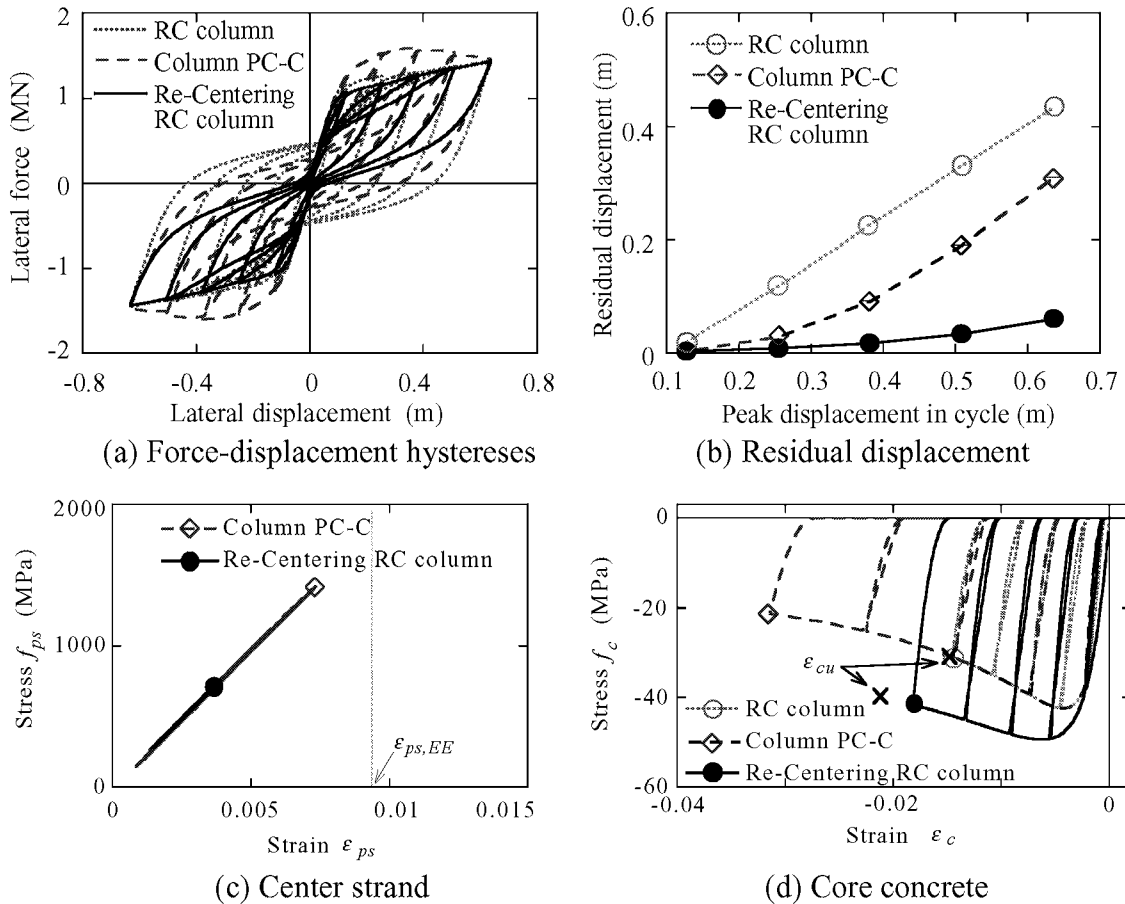 2
1
0
-1
-2
Lateral force (MN)
RC column
Column PC-C
Re-Centering
RC column
-0.8
-0.4
0
0.4
0.8
Lateral displacement (m)
(a) Force-displacement hystereses
0.4
0.2
0
Residual displacement (m)
RC column
Column PC-C
Re-Centering
RC column
0.1
0.2
0.3
0.4
0.5
0.6
0.7
Peak displacement in cycle (m)
(b) Residual displacement
2000
1000
0
Stress f_ps (MPa)
Column PC-C
Re-Centering RC column
ε_ps,EE
0
0.005
0.01
0.015
Strain ε_ps
(c) Center strand
0
-20
-40
-60
Stress f_c (MPa)
ε_cu
RC column
Column PC-C
Re-Centering RC column
-0.04
-0.02
0
Strain ε_c
(d) Core concrete